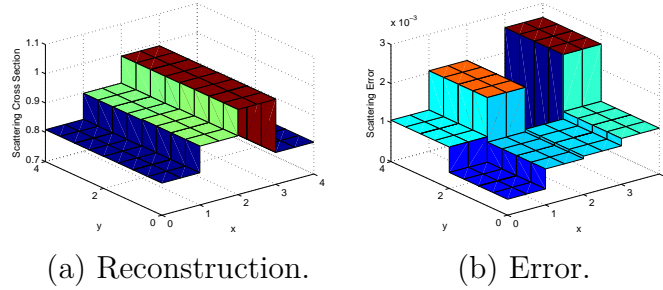 x 10⁻³
1.1
1
0.9
0.8
0.7
4
2
0
y
0
1
2
3
4
x
Scattering Cross Section
3
2
1
0
4
2
0
y
0
1
2
3
x
Scattering Error
(a) Reconstruction.
(b) Error.